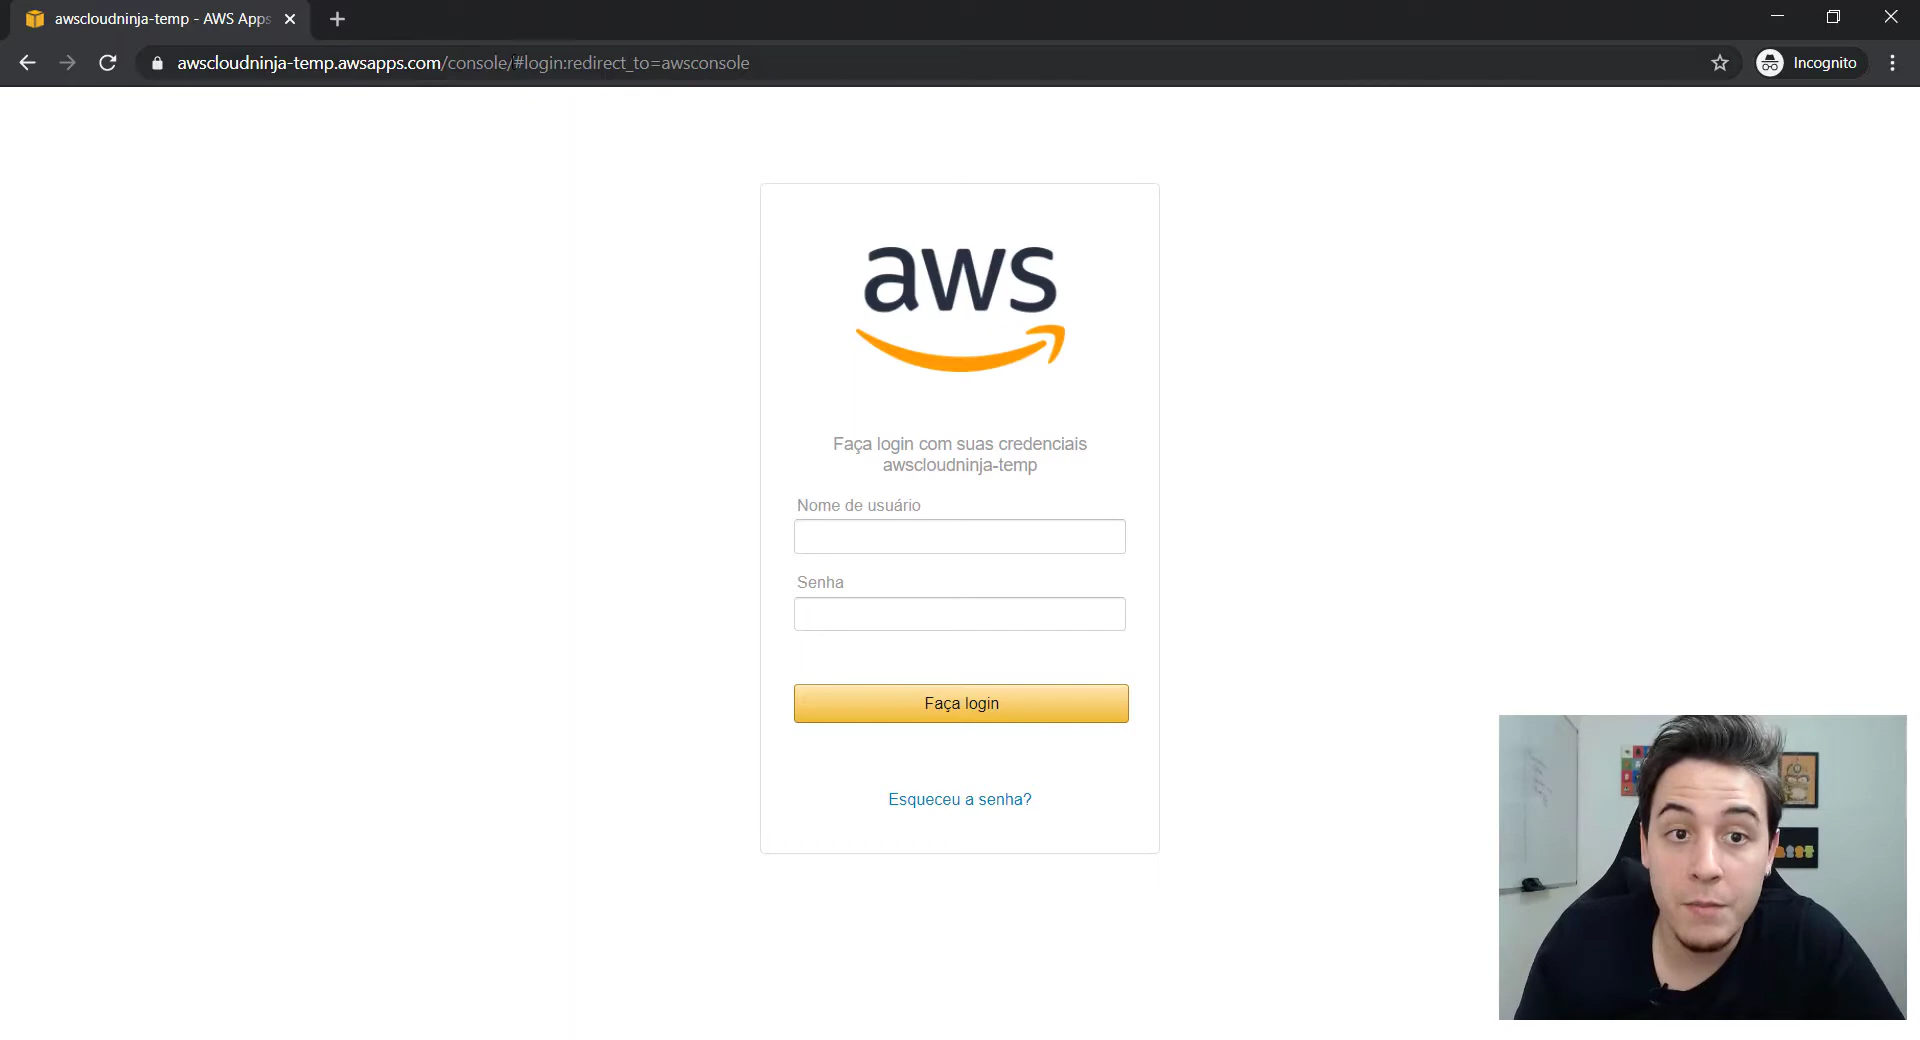 awscloudninja-temp - AWS Apps
awscloudninja-temp.awsapps.com/console/#login:redirect_to=awsconsole
Incognito
aws
Faça login com suas credenciais
awscloudninja-temp
Nome de usuário
Senha
Faça login
Esqueceu a senha?